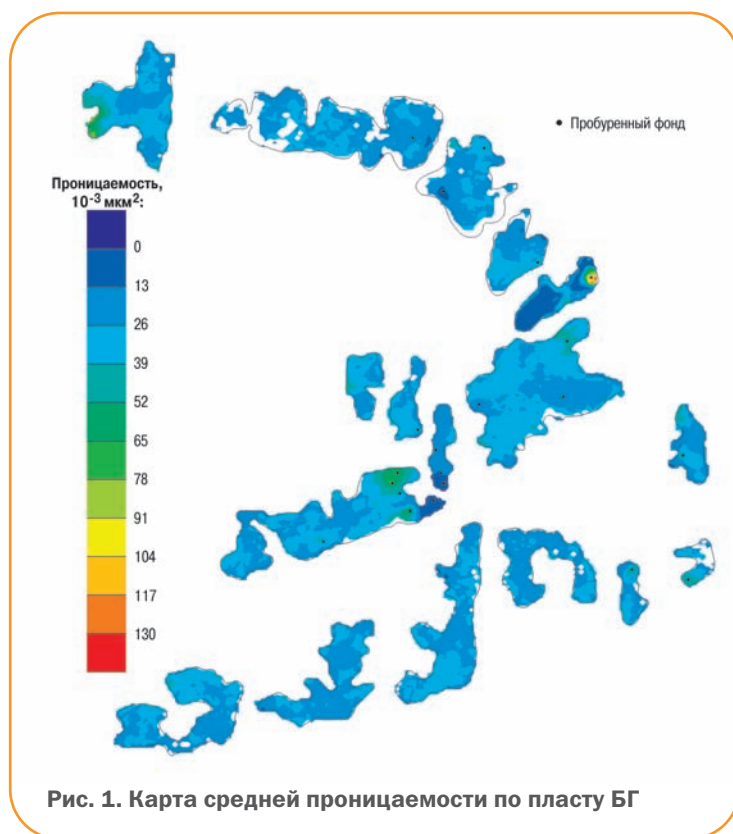 • Пробуренный фонд
Проницаемость,
10⁻³ мкм²:
0
13
26
39
52
65
78
91
104
117
130
Рис. 1. Карта средней проницаемости по пласту БГ